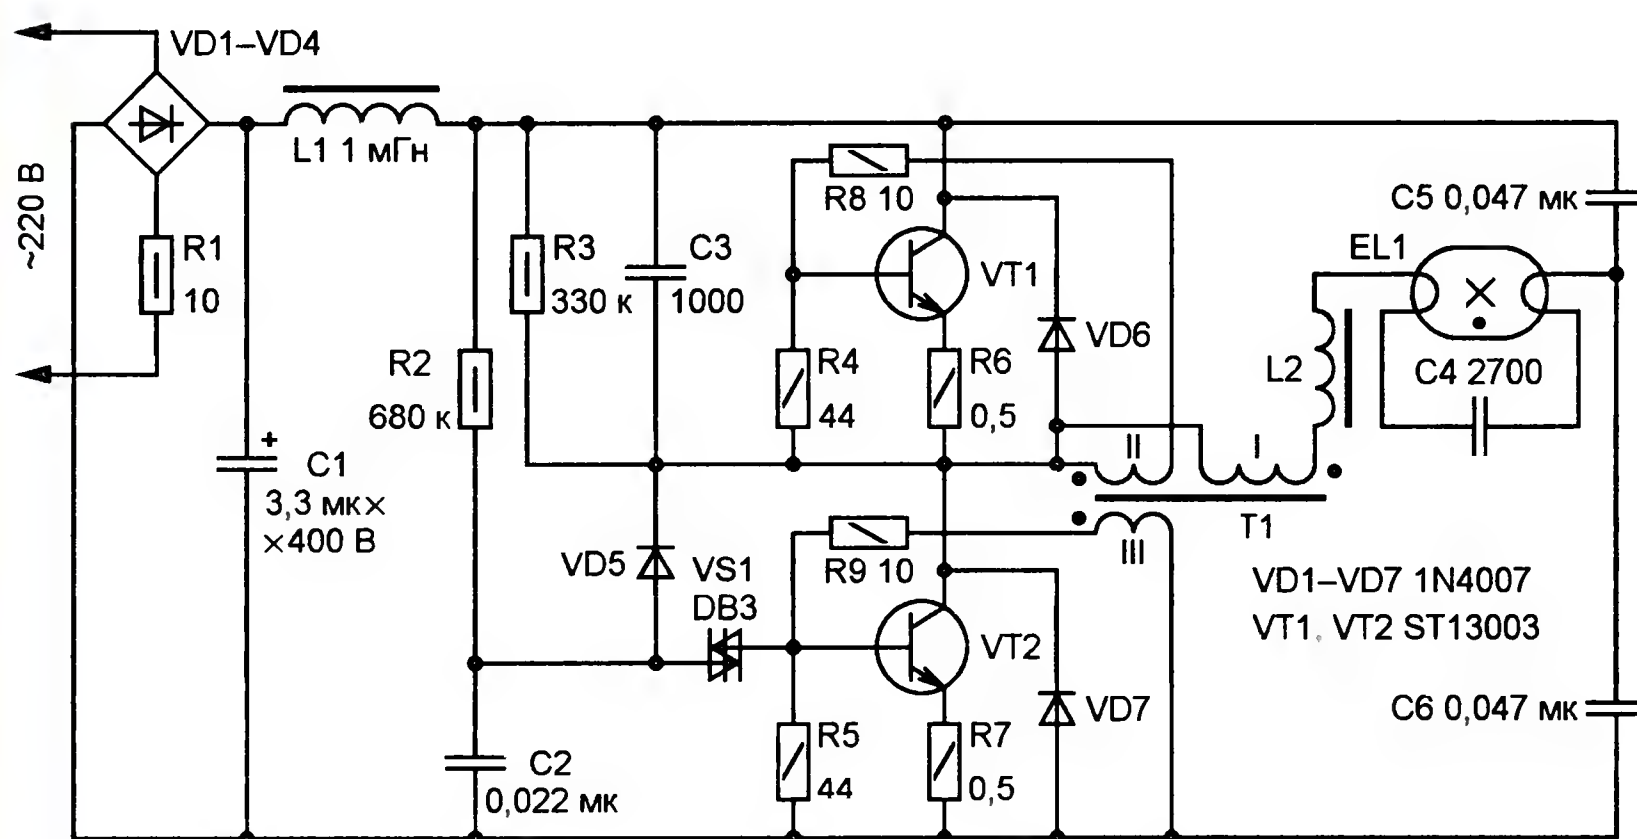 VD1–VD4
~220 В
R1
10
L1 1 мГн
C1
3,3 мк×
×400 В
+
R2
680 к
R3
330 к
C3
1000
C2
0,022 мк
VD5
VS1
DB3
R8 10
VT1
R4
44
R6
0,5
VD6
II
I
III
T1
R9 10
VT2
R5
44
R7
0,5
VD7
L2
EL1
C4 2700
C5 0,047 мк
C6 0,047 мк
VD1–VD7 1N4007
VT1, VT2 ST13003